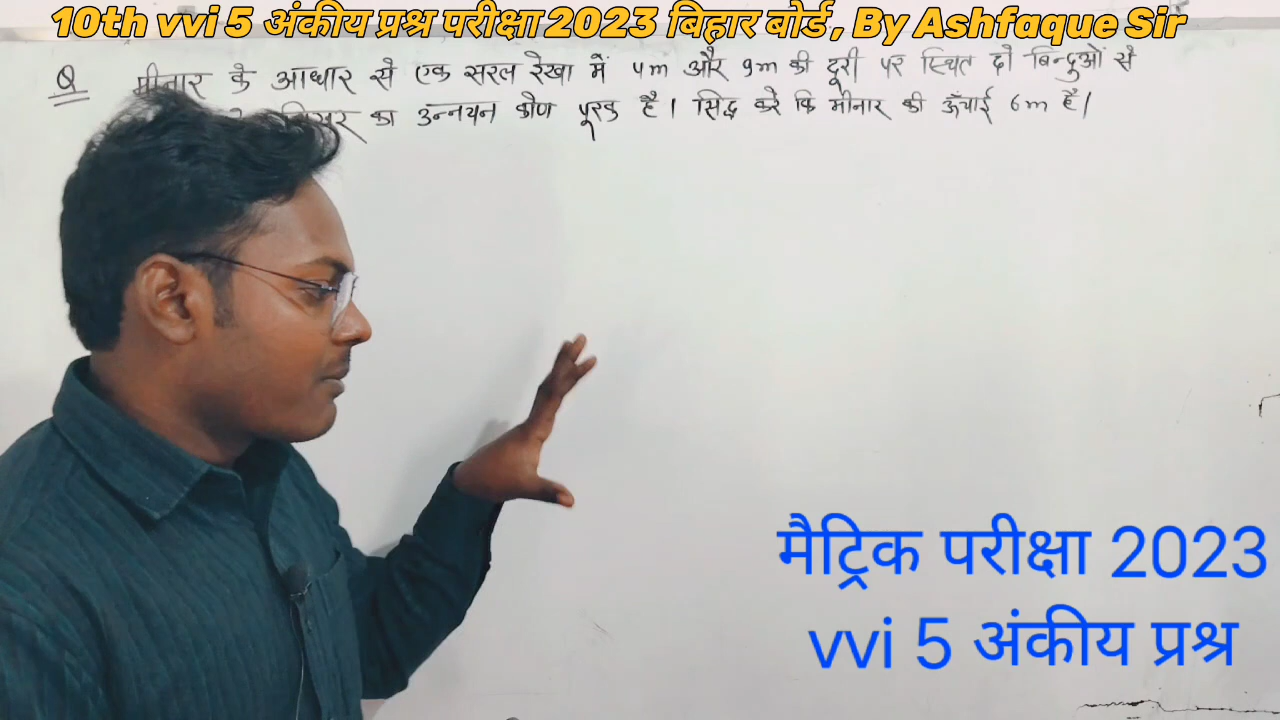 10th vvi 5 अंकीय प्रश्न परीक्षा 2023 बिहार बोर्ड, By Ashfaque Sir
Q मीनार के आधार से एक सरल रेखा में 4m और 9m की दूरी पर स्थित दो बिन्दुओं से
का उन्नयन कोण पूरक है। सिद्ध करे कि मीनार की ऊँचाई 6m है।
मैट्रिक परीक्षा 2023
vvi 5 अंकीय प्रश्न